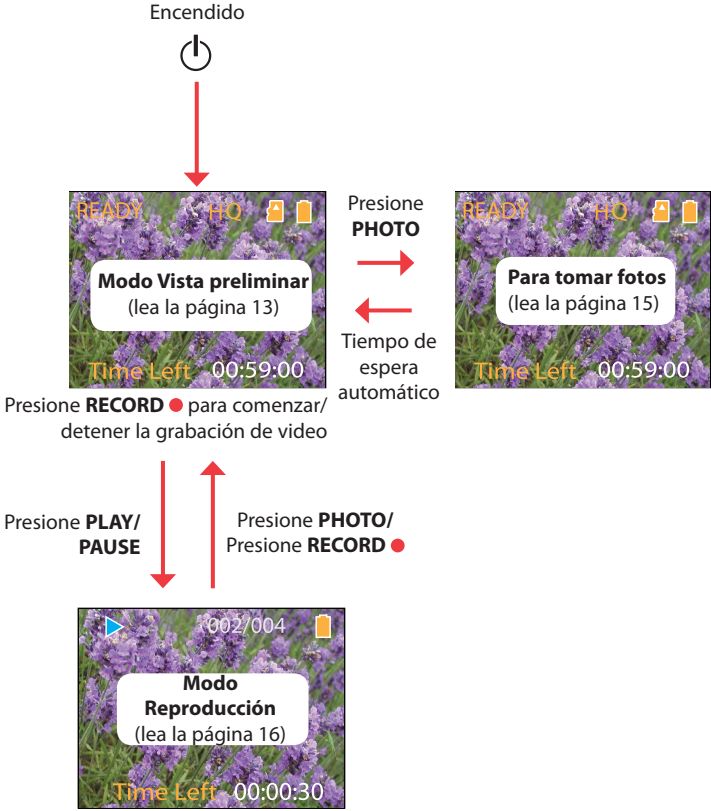 Encendido
READY HQ
Modo Vista preliminar
(lea la página 13)
Time Left 00:59:00
Presione
PHOTO
Tiempo de
espera
automático
READY HQ
Para tomar fotos
(lea la página 15)
Time Left 00:59:00
Presione RECORD ● para comenzar/
detener la grabación de video
Presione PLAY/
PAUSE
Presione PHOTO/
Presione RECORD ●
002/004
Modo
Reproducción
(lea la página 16)
Time Left 00:00:30